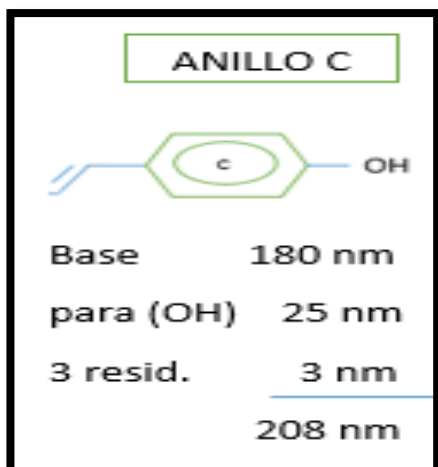 ANILLO C
c
OH
Base 180 nm
para (OH) 25 nm
3 resid. 3 nm
208 nm